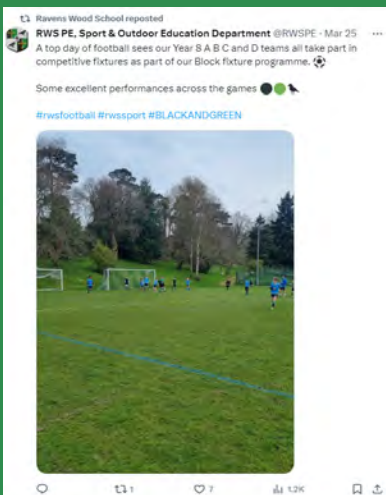 Ravens Wood School reposted
RWS PE, Sport & Outdoor Education Department @RWSPE · Mar 25
A top day of football sees our Year 8 A B C and D teams all take part in
competitive fixtures as part of our Block fixture programme. ⚽
Some excellent performances across the games ⚫🟢🐦‍⬛
#rwsfootball #rwssport #BLACKANDGREEN
1 7 1.2K